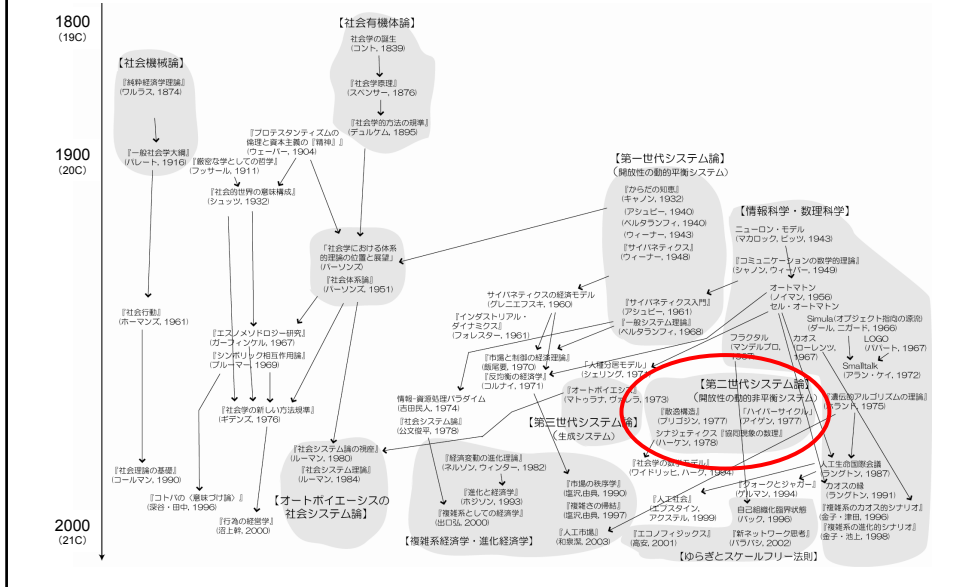 1800
(19C)
1900
(20C)
2000
(21C)
【社会機械論】
『純粋経済学理論』
(ワルラス, 1874)
『一般社会学大綱』
(パレート, 1916)
『社会行動』
(ホーマンズ, 1961)
『社会理論の基礎』
(コールマン, 1990)
【社会有機体論】
社会学の誕生
(コント, 1839)
『社会学原理』
(スペンサー, 1876)
『社会学的方法の規準』
(デュルケム, 1895)
『プロテスタンティズムの
倫理と資本主義の『精神』』
(ウェーバー, 1904)
『厳密な学としての哲学』
(フッサール, 1911)
『社会的世界の意味構成』
(シュッツ, 1932)
「社会学における体系
的理論の位置と展望」
(パーソンズ)
『社会体系論』
(パーソンズ, 1951)
『エスノメソドロジー研究』
(ガーフィンケル, 1967)
『シンボリック相互作用論』
(ブルーマー, 1969)
『社会学の新しい方法規準』
(ギデンズ, 1976)
『コトバの〈意味づけ論〉』
(深谷・田中, 1996)
『行為の経営学』
(沼上幹, 2000)
『社会システム論の視座』
(ルーマン, 1980)
『社会システム理論』
(ルーマン, 1984)
【オートポイエーシスの
社会システム論】
【第一世代システム論】
(開放性の動的平衡システム)
『からだの知恵』
(キャノン, 1932)
(アシュビー, 1940)
(ベルタランフィ, 1940)
(ウィーナー, 1943)
『サイバネティクス』
(ウィーナー, 1948)
『サイバネティクス入門』
(アシュビー, 1961)
『一般システム理論』
(ベルタランフィ, 1968)
サイバネティクスの経済モデル
(グレニエフスキ, 1960)
『インダストリアル・
ダイナミクス』
(フォレスター, 1961)
『市場と制御の経済理論』
(飯尾要, 1970)
『反均衡の経済学』
(コルナイ, 1971)
「人種分居モデル」
(シェリング, 1971)
情報・資源処理パラダイム
(吉田民人, 1974)
『社会システム論』
(公文俊平, 1978)
『オートポイエシス』
(マトゥラナ, ヴァレラ, 1973)
【第三世代システム論】
(生成システム)
『経済変動の進化理論』
(ネルソン, ウィンター, 1982)
『進化と経済学』
(ホジソン, 1993)
『複雑系としての経済学』
(出口弘, 2000)
【複雑系経済学・進化経済学】
『市場の秩序学』
(塩沢,由典, 1990)
『複雑さの帰結』
(塩沢,由典, 1997)
『人工市場』
(和泉潔, 2003)
【情報科学・数理科学】
ニューロン・モデル
(マカロック, ピッツ, 1943)
『コミュニケーションの数学的理論』
(シャノン, ウィーバー, 1949)
オートマトン
(ノイマン, 1956)
セル・オートマトン
Simula(オブジェクト指向の源流)
(ダール, ニガード, 1966)
フラクタル
(マンデルブロ,
カオス
(ローレンツ,
1967)
LOGO
(パパート, 1967)
Smalltalk
(アラン・ケイ, 1972)
【第二世代システム論】
(開放性の動的非平衡システム)
『散逸構造』
(プリゴジン, 1977)
「ハイパーサイクル」
(アイゲン, 1977)
シナジェティクス『協同現象の数理』
(ハーケン, 1978)
『遺伝的アルゴリズムの理論』
(ホランド, 1975)
『社会学の数学モデル』
(ワイドリッヒ, ハーグ, 1994)
人工生命国際会議
(ラングトン, 1987)
『クォークとジャガー』
(ゲルマン, 1994)
カオスの縁
(ラングトン, 1991)
『人工社会』
(エプスタイン,
アクステル, 1999)
自己組織化臨界状態
(バック, 1996)
『複雑系のカオス的シナリオ』
(金子・津田, 1996)
『複雑系の進化的シナリオ』
(金子・池上, 1998)
『エコノフィジックス』
(高安, 2001)
『新ネットワーク思考』
(バラバシ, 2002)
【ゆらぎとスケールフリー法則】